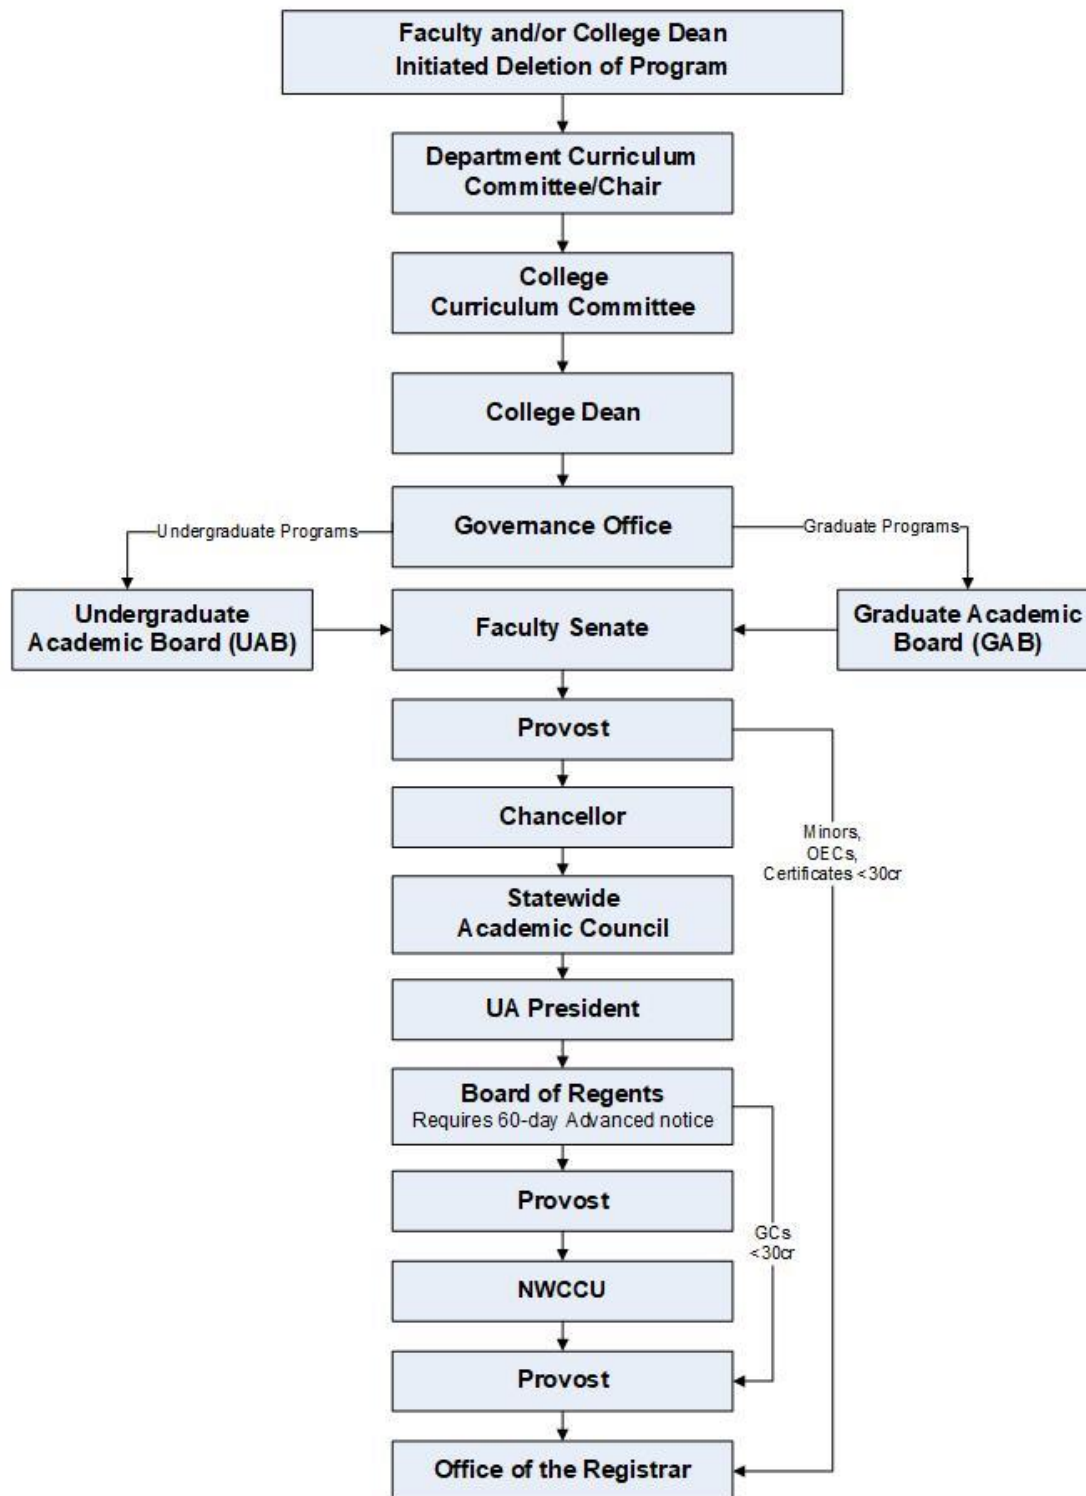 Faculty and/or College Dean
Initiated Deletion of Program
Department Curriculum
Committee/Chair
College
Curriculum Committee
College Dean
Governance Office
Undergraduate Programs
Graduate Programs
Undergraduate
Academic Board (UAB)
Faculty Senate
Graduate Academic
Board (GAB)
Provost
Chancellor
Minors,
OECs,
Certificates <30cr
Statewide
Academic Council
UA President
Board of Regents
Requires 60-day Advanced notice
Provost
GCs
<30cr
NWCCU
Provost
Office of the Registrar